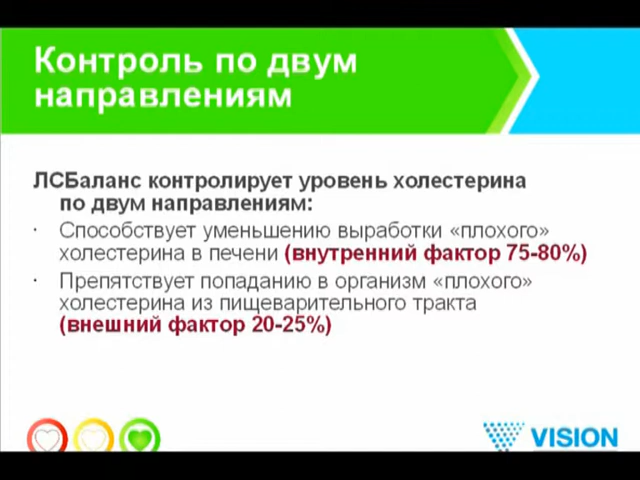 Контроль по двум
направлениям
ЛСБаланс контролирует уровень холестерина
по двум направлениям:
· Способствует уменьшению выработки «плохого»
холестерина в печени (внутренний фактор 75-80%)
· Препятствует попаданию в организм «плохого»
холестерина из пищеварительного тракта
(внешний фактор 20-25%)
VISION